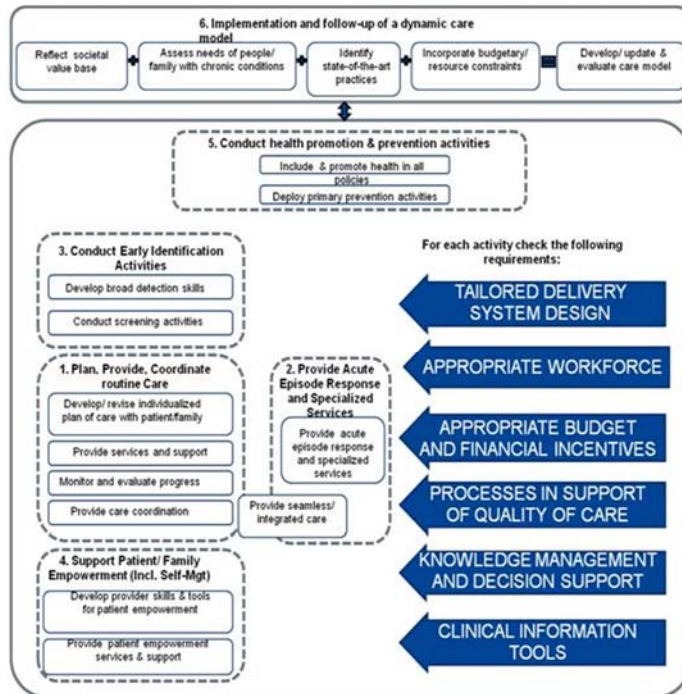 6. Implementation and follow-up of a dynamic care
model
Reflect societal
value base
Assess needs of people/
family with chronic conditions
Identify
state-of-the-art
practices
Incorporate budgetary/
resource constraints
Develop/ update &
evaluate care model
5. Conduct health promotion & prevention activities
Include & promote health in all
policies
Deploy primary prevention activities
3. Conduct Early Identification
Activities
Develop broad detection skills
Conduct screening activities
1. Plan, Provide, Coordinate
routine Care
Develop/ revise individualized
plan of care with patient/family
Provide services and support
Monitor and evaluate progress
Provide care coordination
2. Provide Acute
Episode Response
and Specialized
Services
Provide acute
episode response
and specialized
services
Provide seamless/
integrated care
4. Support Patient/ Family
Empowerment (Incl. Self-Mgt)
Develop provider skills & tools
for patient empowerment
Provide patient empowerment
services & support
For each activity check the following
requirements:
TAILORED DELIVERY
SYSTEM DESIGN
APPROPRIATE WORKFORCE
APPROPRIATE BUDGET
AND FINANCIAL INCENTIVES
PROCESSES IN SUPPORT
OF QUALITY OF CARE
KNOWLEDGE MANAGEMENT
AND DECISION SUPPORT
CLINICAL INFORMATION
TOOLS